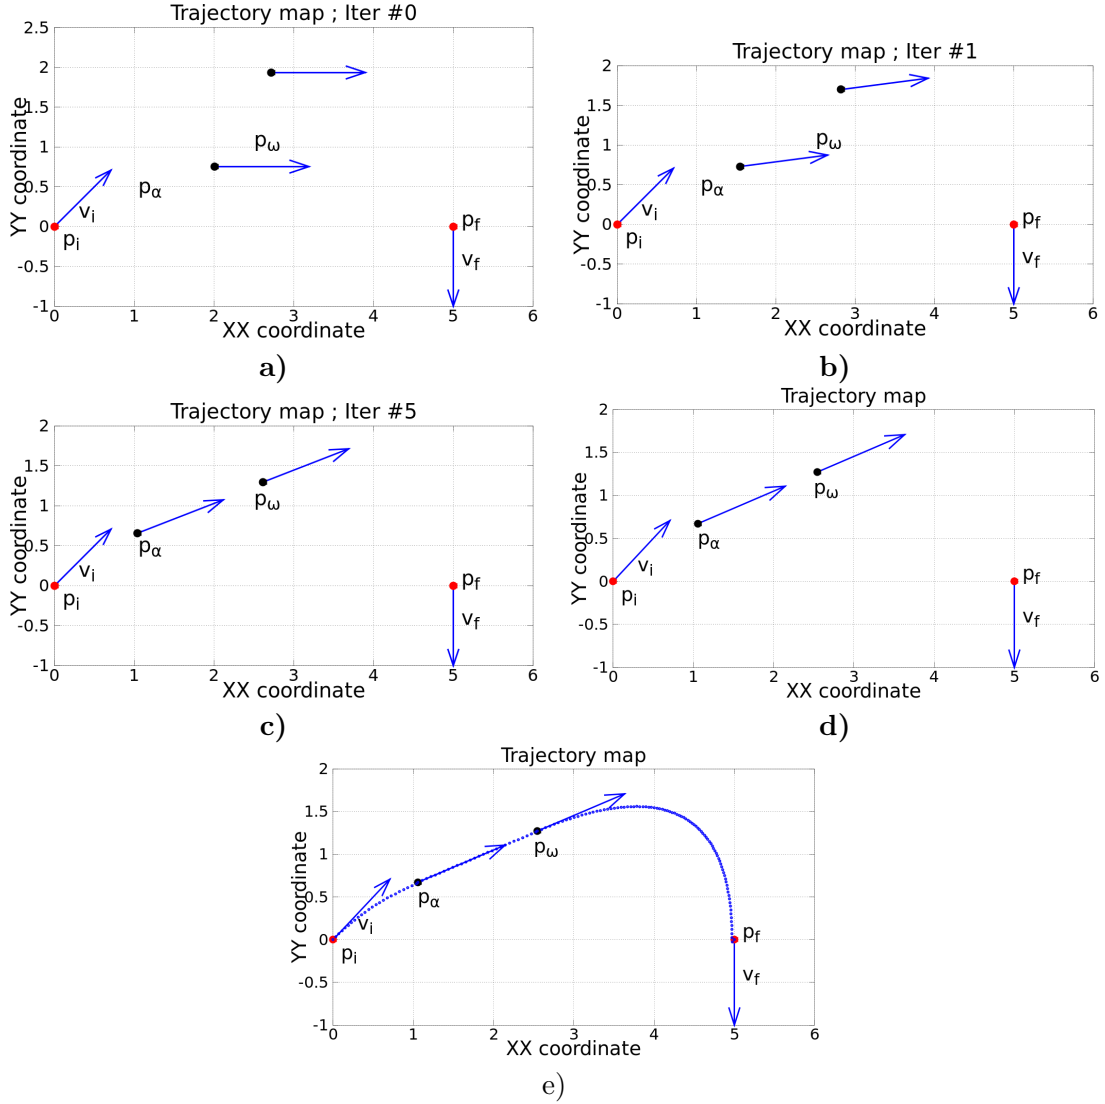 Trajectory map ; Iter #0
2.5
2
1.5
1
0.5
0
-0.5
-1
YY coordinate
pω
pα
vi
pi
pf
vf
0 1 2 3 4 5 6
XX coordinate
a)
Trajectory map ; Iter #1
2
1.5
1
0.5
0
-0.5
-1
YY coordinate
pω
pα
vi
pi
pf
vf
0 1 2 3 4 5 6
XX coordinate
b)
Trajectory map ; Iter #5
2
1.5
1
0.5
0
-0.5
-1
YY coordinate
pω
pα
vi
pi
pf
vf
0 1 2 3 4 5 6
XX coordinate
c)
Trajectory map
2
1.5
1
0.5
0
-0.5
-1
YY coordinate
pω
pα
vi
pi
pf
vf
0 1 2 3 4 5 6
XX coordinate
d)
Trajectory map
2
1.5
1
0.5
0
-0.5
-1
YY coordinate
pω
pα
vi
pi
pf
vf
0 1 2 3 4 5 6
XX coordinate
e)